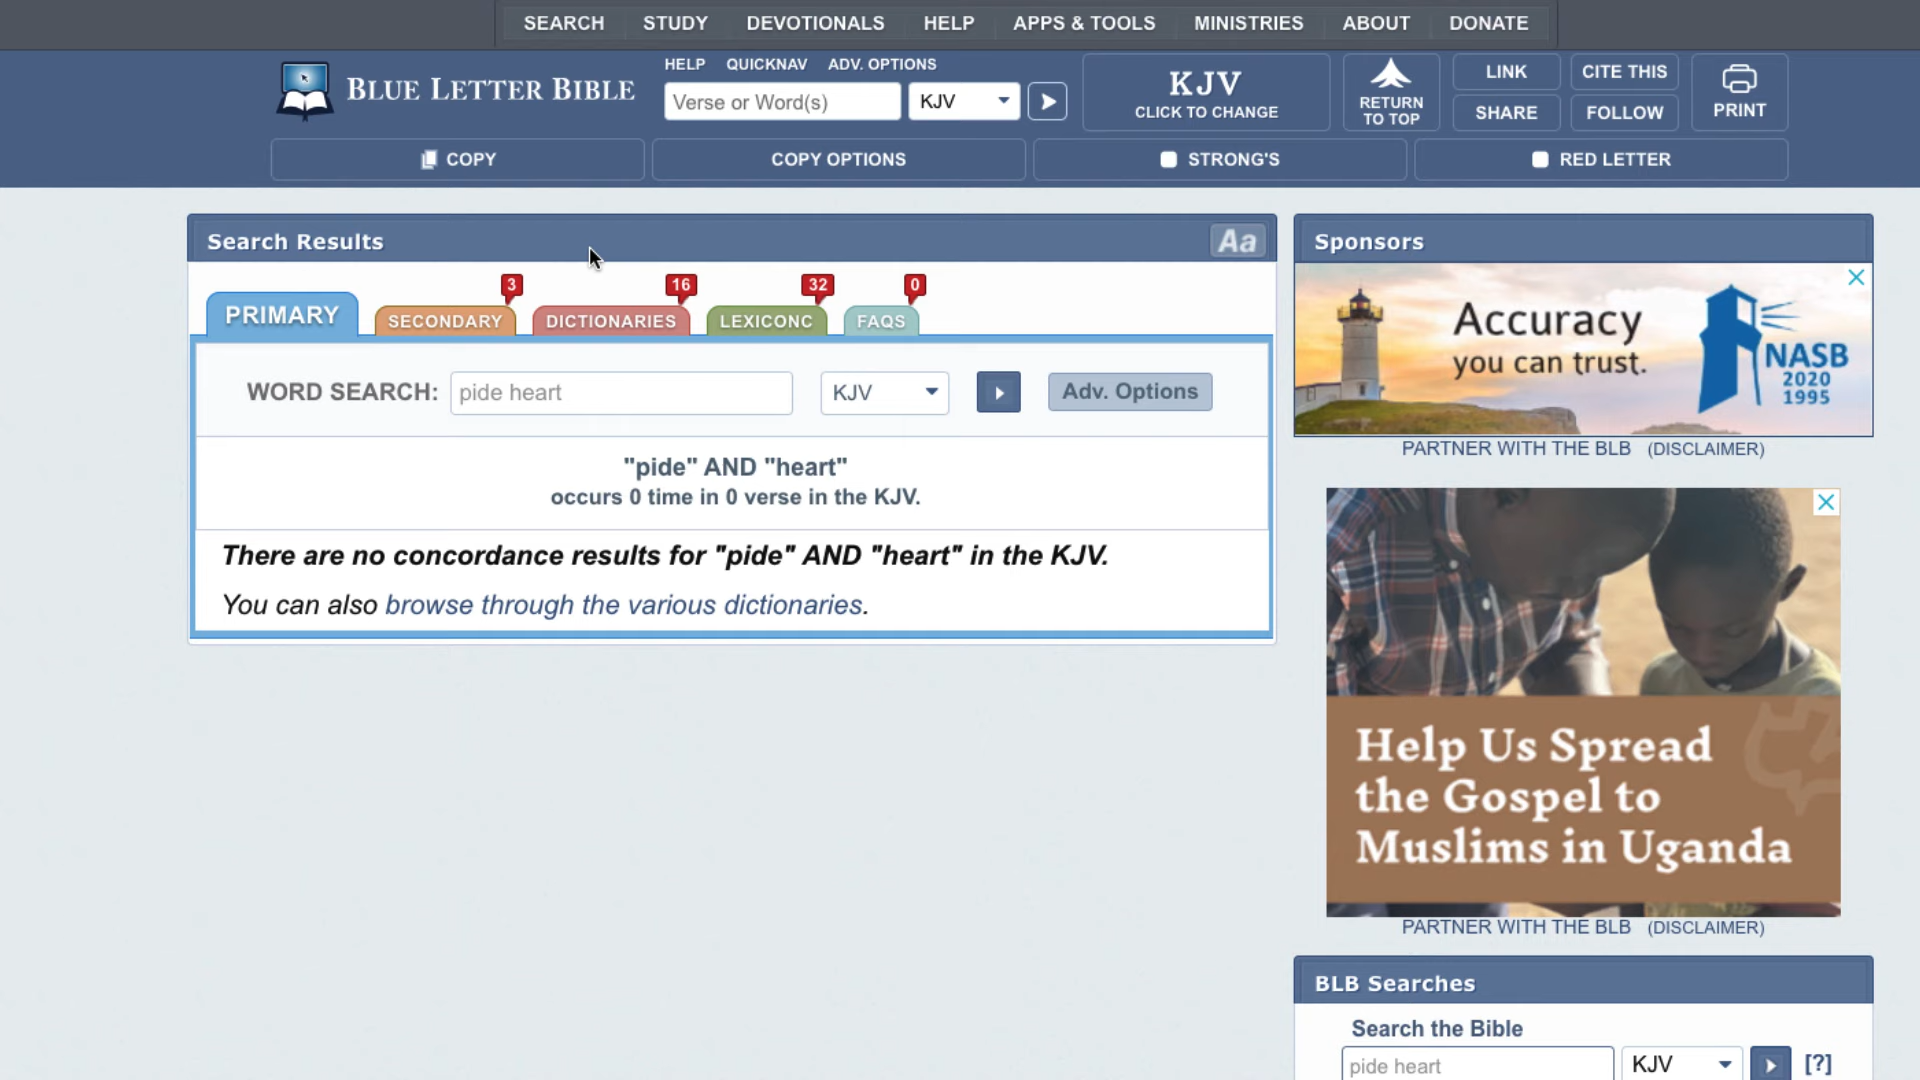 SEARCH STUDY DEVOTIONALS HELP APPS & TOOLS MINISTRIES ABOUT DONATE
BLUE LETTER BIBLE
HELP QUICKNAV ADV. OPTIONS
Verse or Word(s) KJV
KJV
CLICK TO CHANGE
RETURN
TO TOP
LINK CITE THIS
SHARE FOLLOW
PRINT
COPY COPY OPTIONS STRONG'S RED LETTER
Search Results Aa
3 16 32 0
PRIMARY SECONDARY DICTIONARIES LEXICONC FAQS
WORD SEARCH: pide heart KJV Adv. Options
"pide" AND "heart"
occurs 0 time in 0 verse in the KJV.
There are no concordance results for "pide" AND "heart" in the KJV.
You can also browse through the various dictionaries.
Sponsors
Accuracy
you can trust.
NASB
2020
1995
PARTNER WITH THE BLB (DISCLAIMER)
Help Us Spread
the Gospel to
Muslims in Uganda
PARTNER WITH THE BLB (DISCLAIMER)
BLB Searches
Search the Bible
pide heart KJV [?]